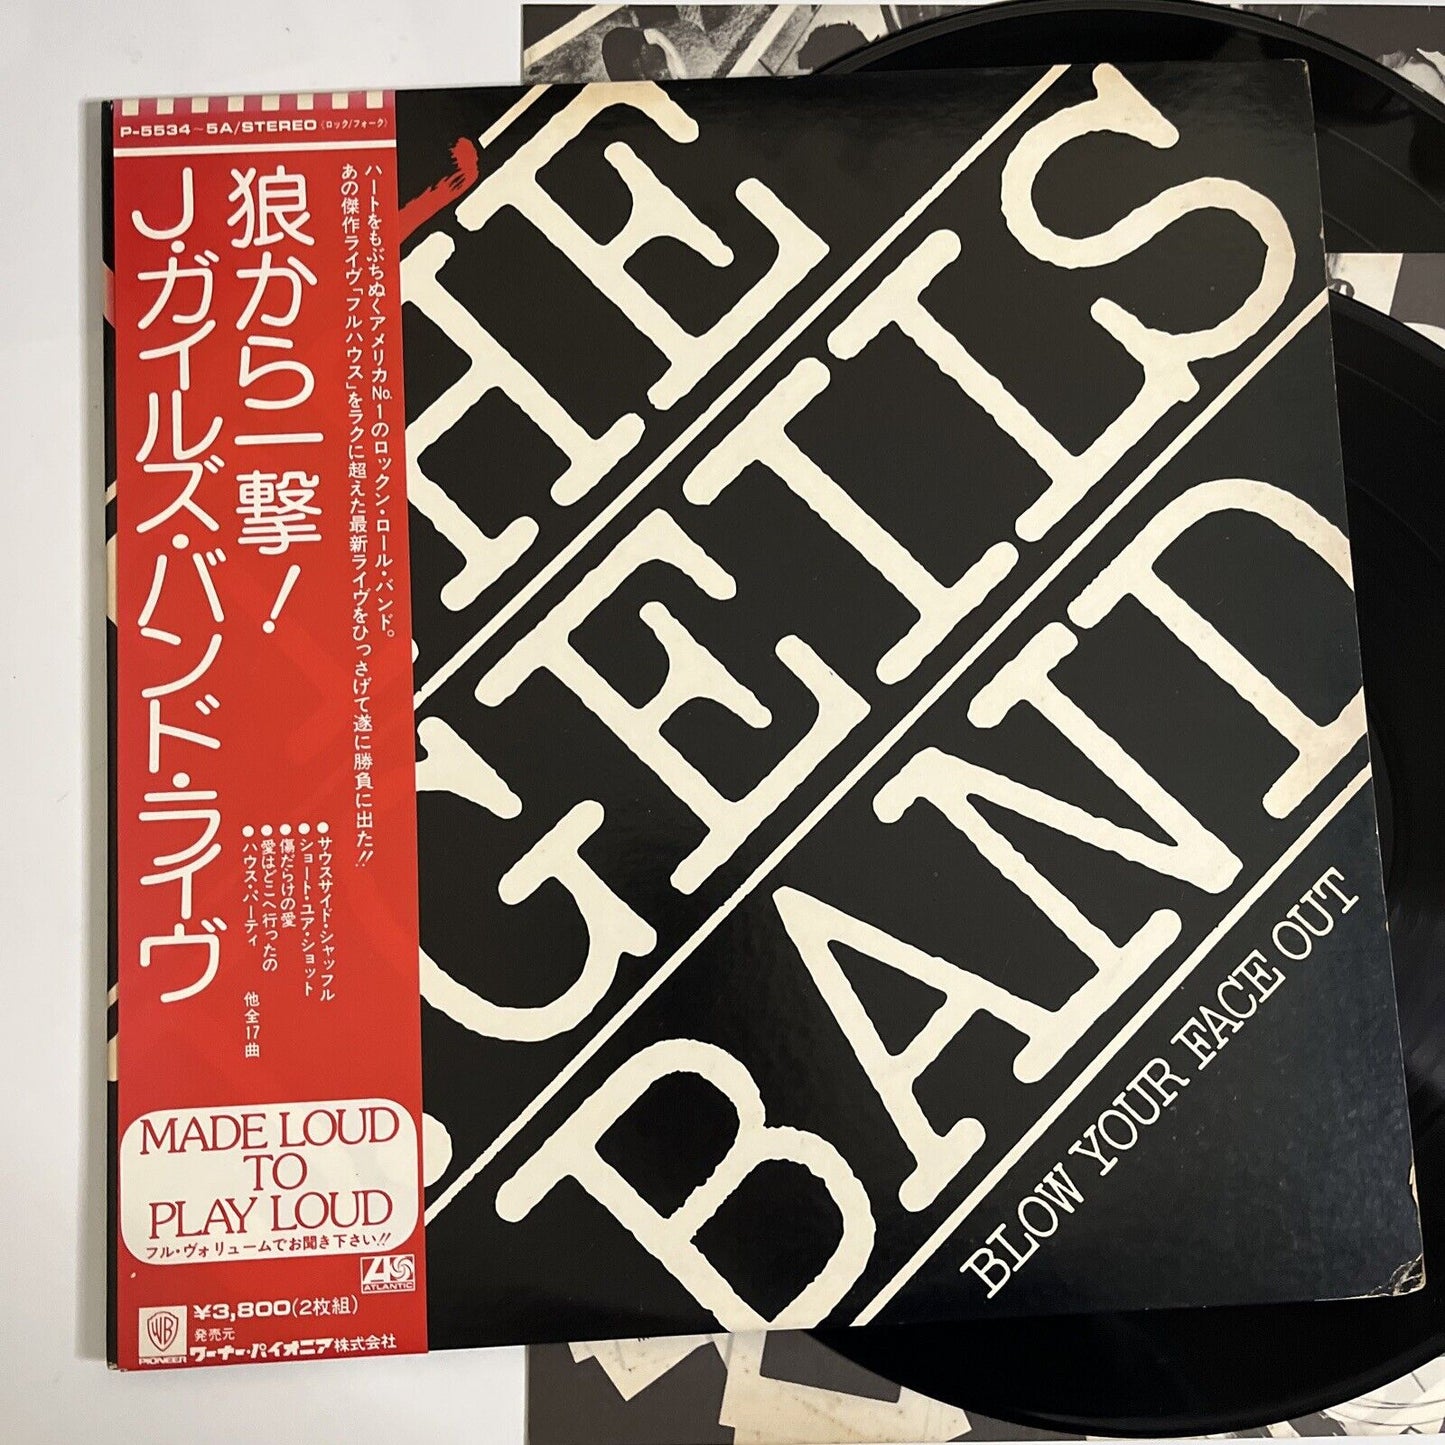 P-5534~5A/STEREO (ロック/フォーク)
狼から一撃!
J・ガイルズ・バンド・ライヴ
ハートをもぶちぬくアメリカNo.1のロックン・ロール・バンド。
あの傑作ライヴ「フルハウス」をラクに超えた最新ライヴをひっさげて遂に勝負に出た!!
●サウスサイド・シャッフル
●ショート・ユア・ショット
●傷だらけの愛
●愛はどこへ行ったの
●ハウス・パーティ 他全17曲
MADE LOUD
TO
PLAY LOUD
フル・ヴォリュームでお聞き下さい!!
ATLANTIC
WB
PIONEER
¥3,800(2枚組)
発売元
ワーナー・パイオニア株式会社
THE
J. GEILS
BAND
BLOW YOUR FACE OUT